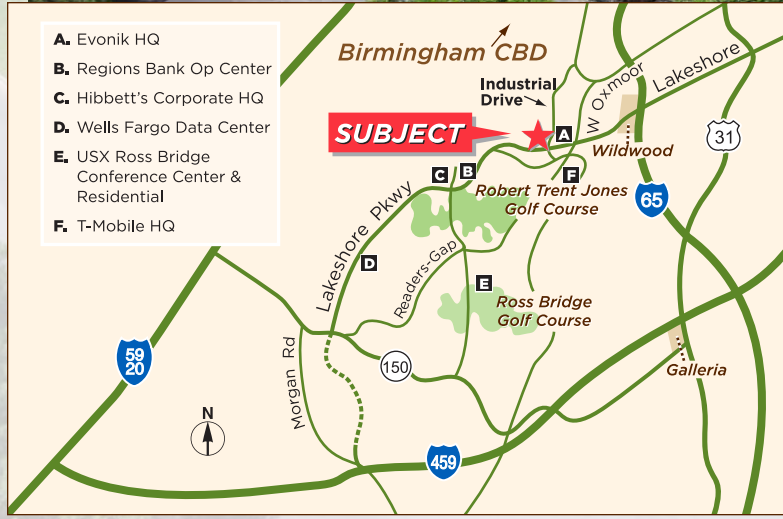 A. Evonik HQ
B. Regions Bank Op Center
C. Hibbett's Corporate HQ
D. Wells Fargo Data Center
E. USX Ross Bridge
Conference Center &
Residential
F. T-Mobile HQ
Birmingham CBD
Industrial
Drive
W Oxmoor
Lakeshore
SUBJECT
A
Wildwood
31
C
B
F
Robert Trent Jones
Golf Course
65
Lakeshore Pkwy
D
Readers-Gap
E
Ross Bridge
Golf Course
59
20
Morgan Rd
150
Galleria
N
459